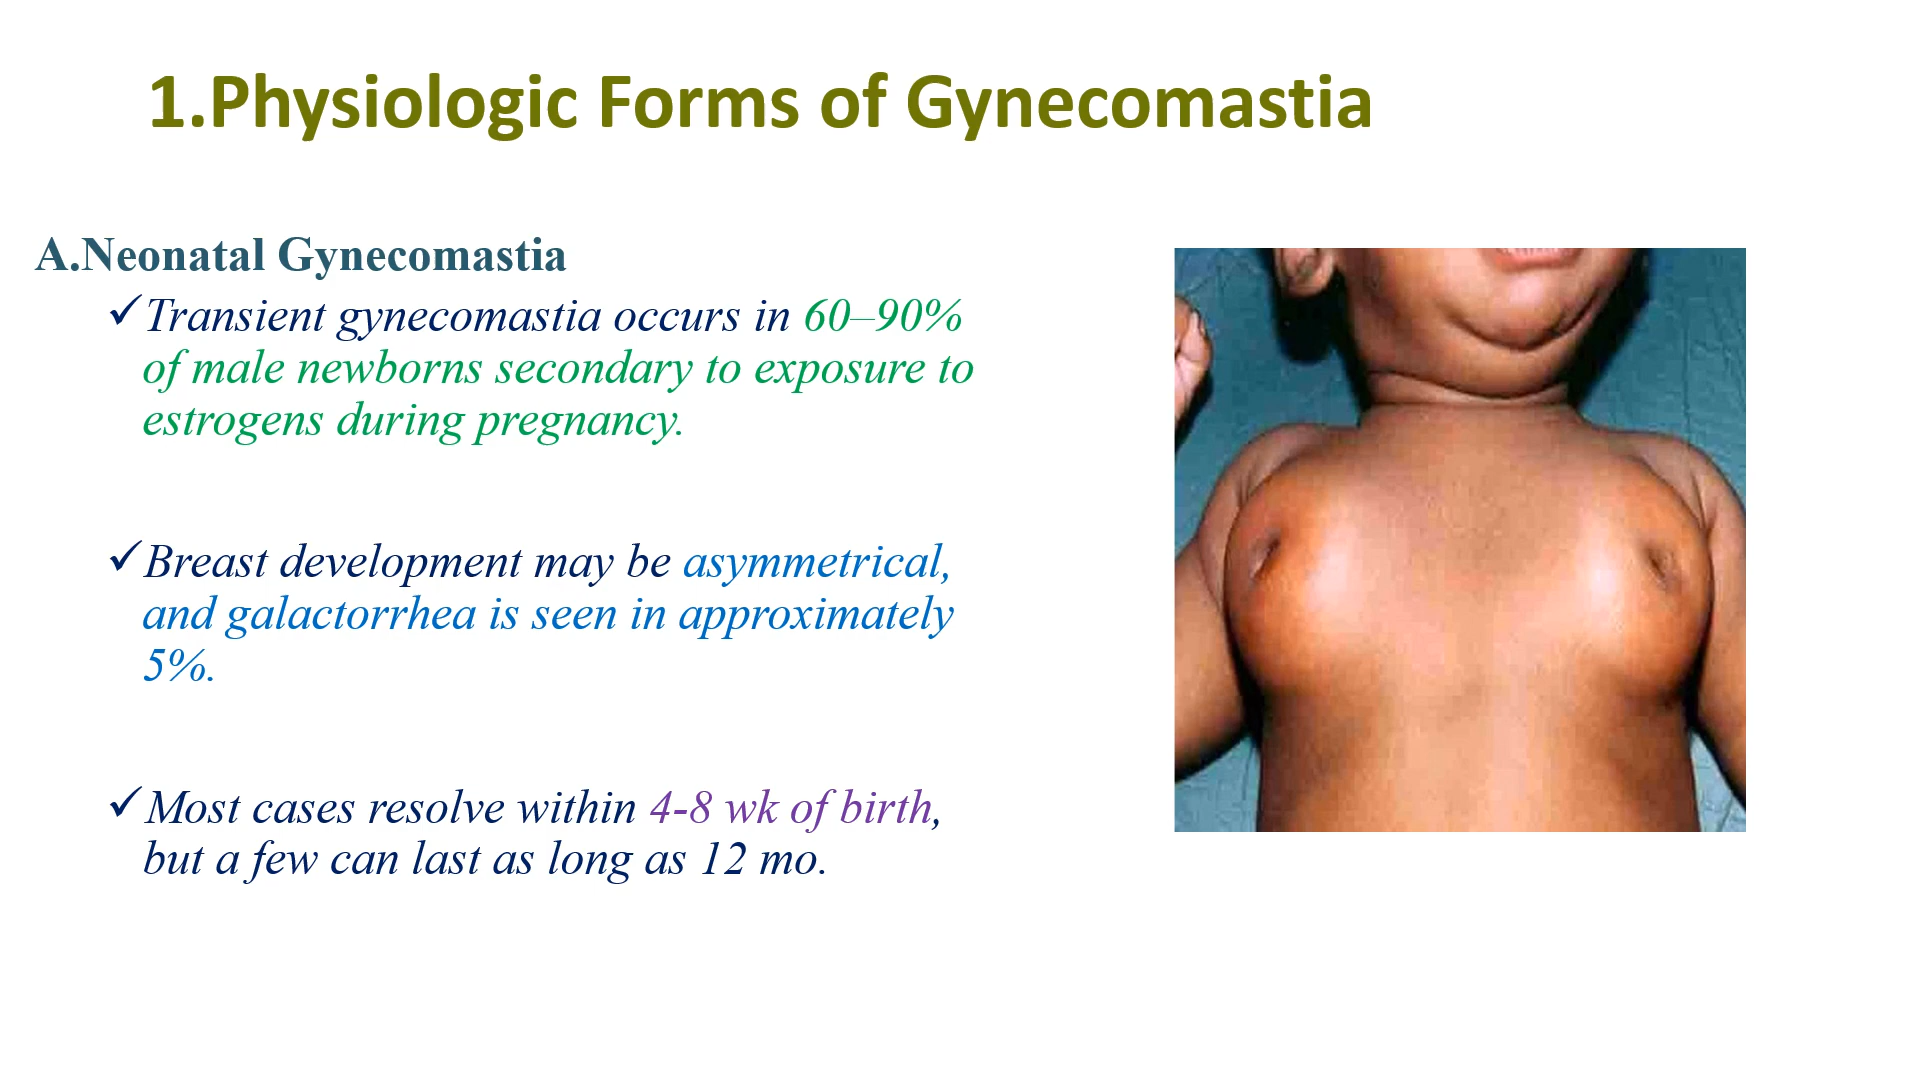 1.Physiologic Forms of Gynecomastia
A.Neonatal Gynecomastia
✓Transient gynecomastia occurs in 60–90%
of male newborns secondary to exposure to
estrogens during pregnancy.
✓Breast development may be asymmetrical,
and galactorrhea is seen in approximately
5%.
✓Most cases resolve within 4-8 wk of birth,
but a few can last as long as 12 mo.